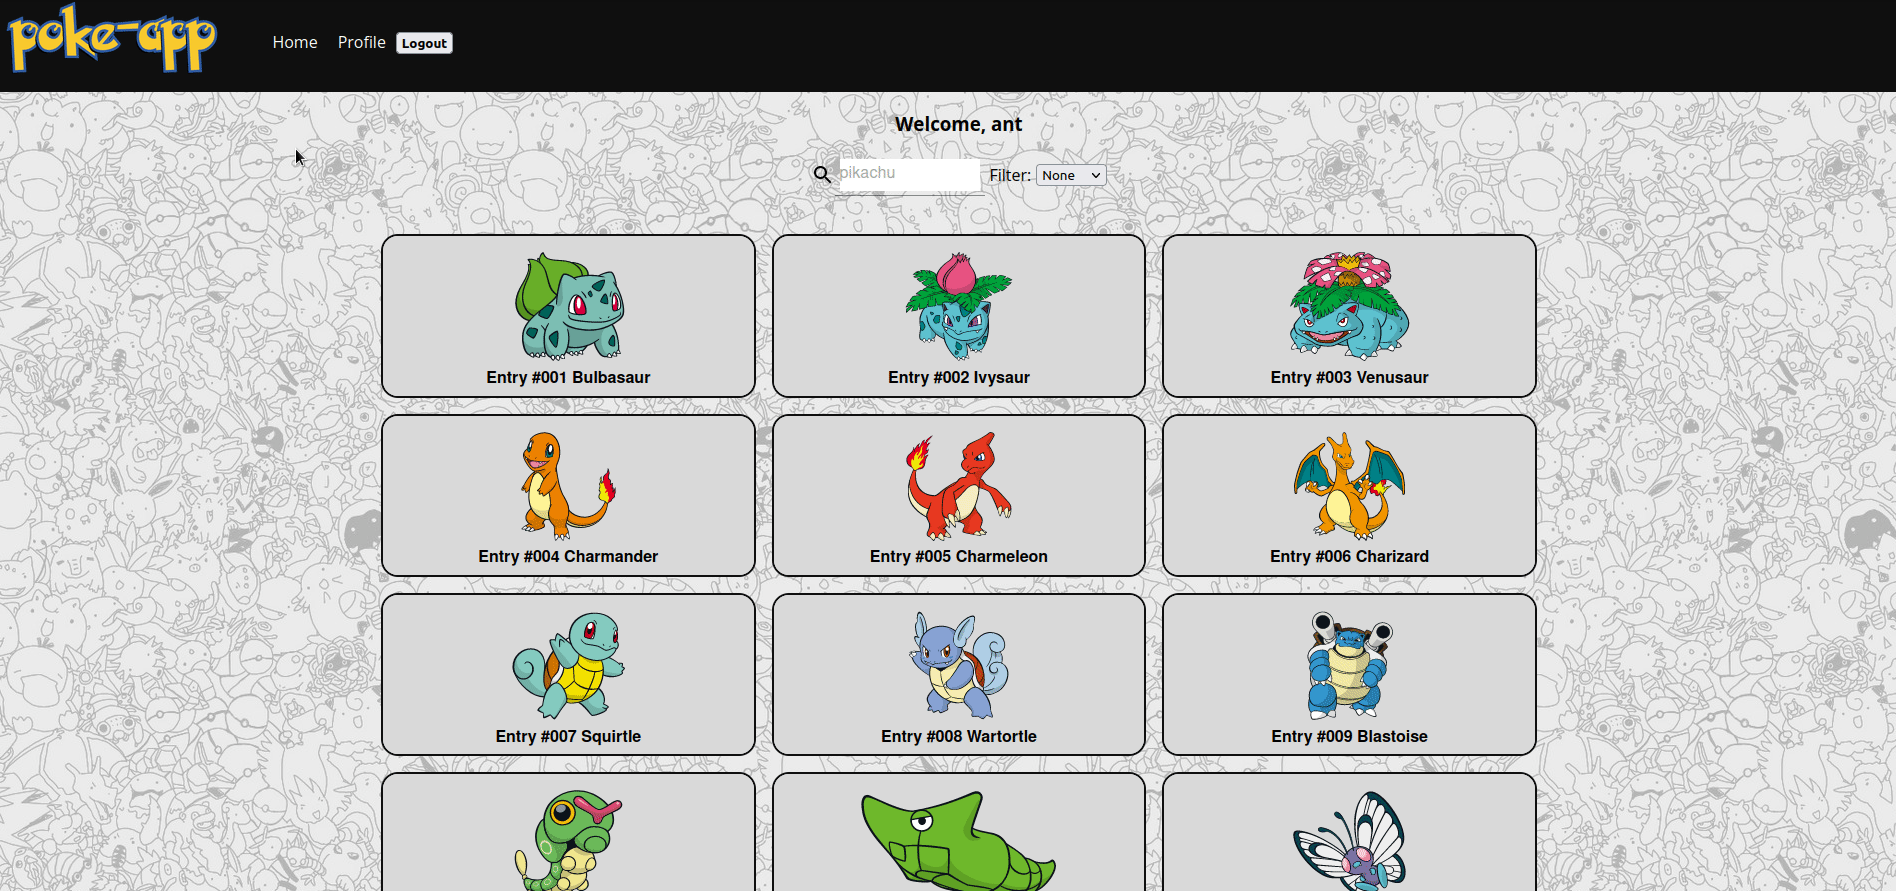 poke-app
Home Profile Logout
Welcome, ant
pikachu Filter: None
Entry #001 Bulbasaur
Entry #002 Ivysaur
Entry #003 Venusaur
Entry #004 Charmander
Entry #005 Charmeleon
Entry #006 Charizard
Entry #007 Squirtle
Entry #008 Wartortle
Entry #009 Blastoise